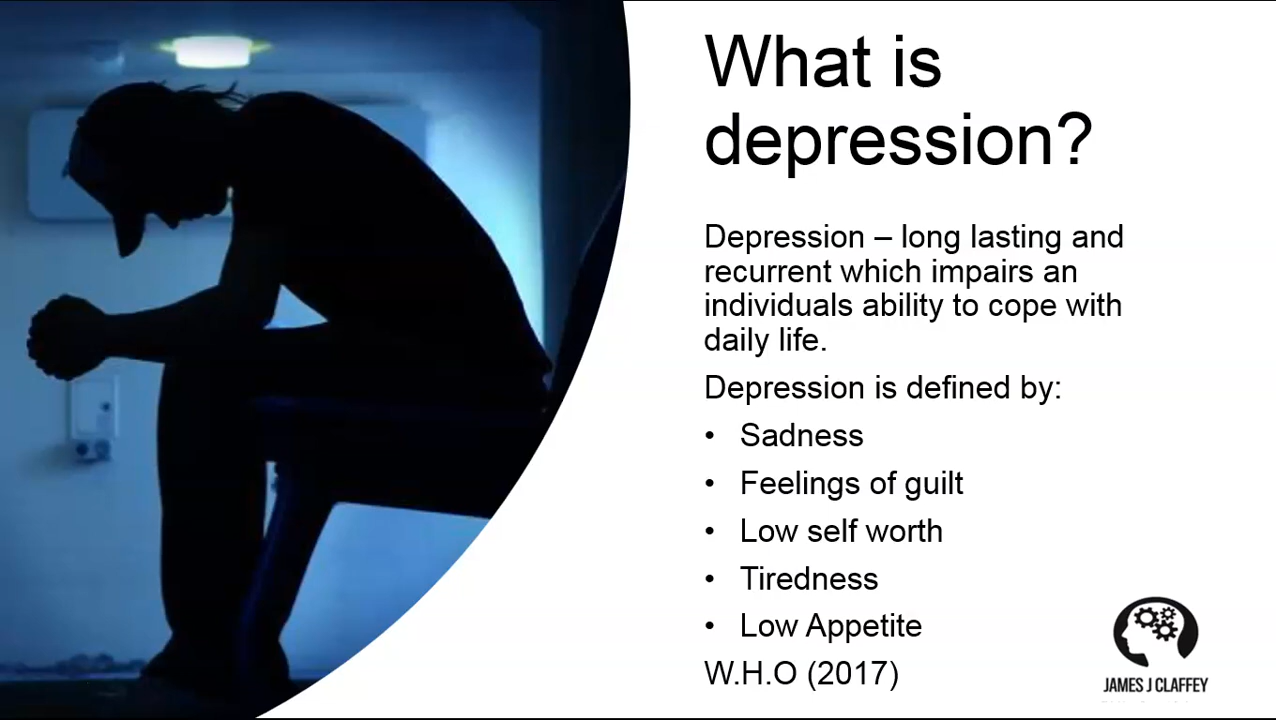 What is
depression?
Depression – long lasting and
recurrent which impairs an
individuals ability to cope with
daily life.
Depression is defined by:
• Sadness
• Feelings of guilt
• Low self worth
• Tiredness
• Low Appetite
W.H.O (2017)
JAMES J CLAFFEY